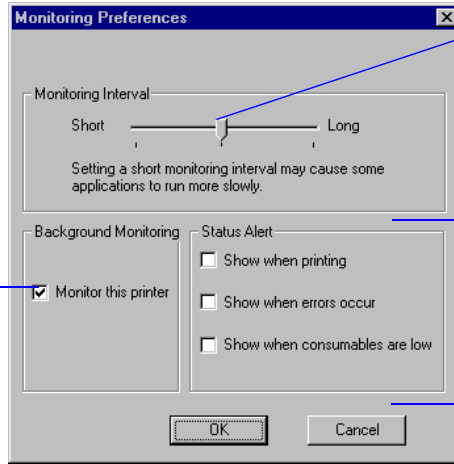 Monitoring Preferences
Monitoring Interval
Short
Long
Setting a short monitoring interval may cause some
applications to run more slowly.
Background Monitoring
Monitor this printer
Status Alert
Show when printing
Show when errors occur
Show when consumables are low
OK
Cancel